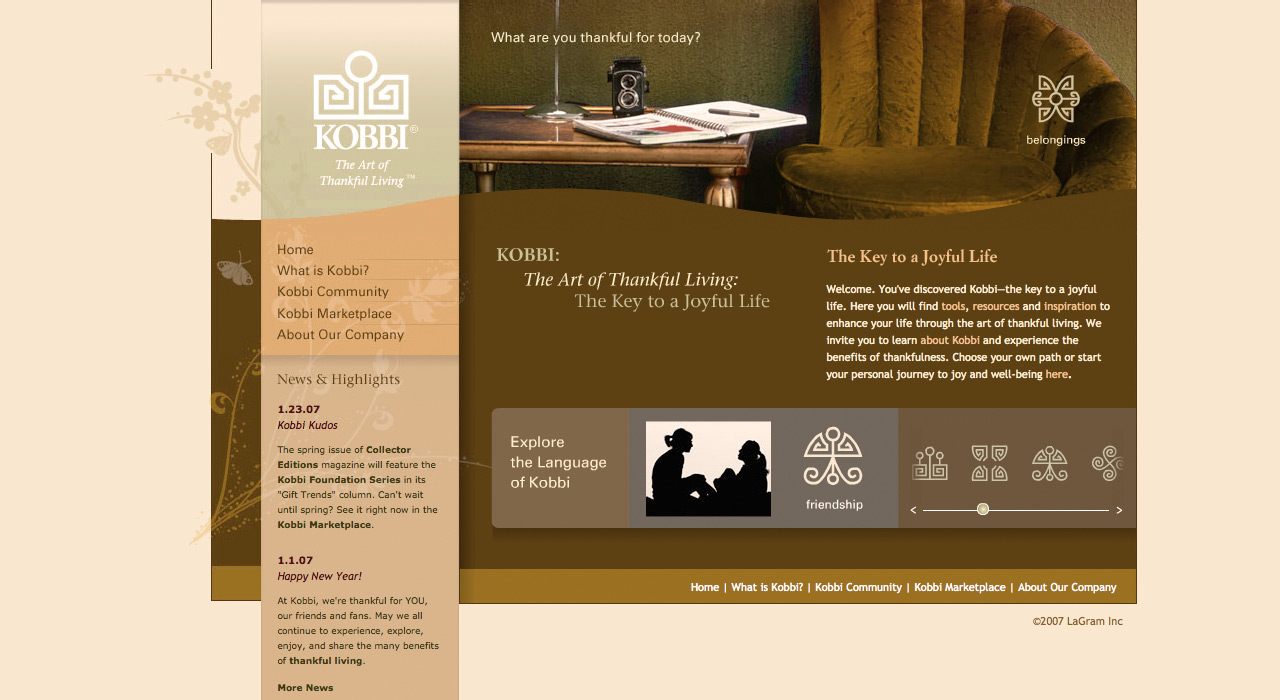 What are you thankful for today?
KOBBI®
The Art of
Thankful Living ™
belongings
Home
What is Kobbi?
Kobbi Community
Kobbi Marketplace
About Our Company
News & Highlights
1.23.07
Kobbi Kudos
The spring issue of Collector
Editions magazine will feature the
Kobbi Foundation Series in its
"Gift Trends" column. Can't wait
until spring? See it right now in the
Kobbi Marketplace.
1.1.07
Happy New Year!
At Kobbi, we're thankful for YOU,
our friends and fans. May we all
continue to experience, explore,
enjoy, and share the many benefits
of thankful living.
More News
KOBBI:
The Art of Thankful Living:
The Key to a Joyful Life
The Key to a Joyful Life
Welcome. You've discovered Kobbi—the key to a joyful
life. Here you will find tools, resources and inspiration to
enhance your life through the art of thankful living. We
invite you to learn about Kobbi and experience the
benefits of thankfulness. Choose your own path or start
your personal journey to joy and well-being here.
Explore
the Language
of Kobbi
friendship
< >
Home | What is Kobbi? | Kobbi Community | Kobbi Marketplace | About Our Company
©2007 LaGram Inc